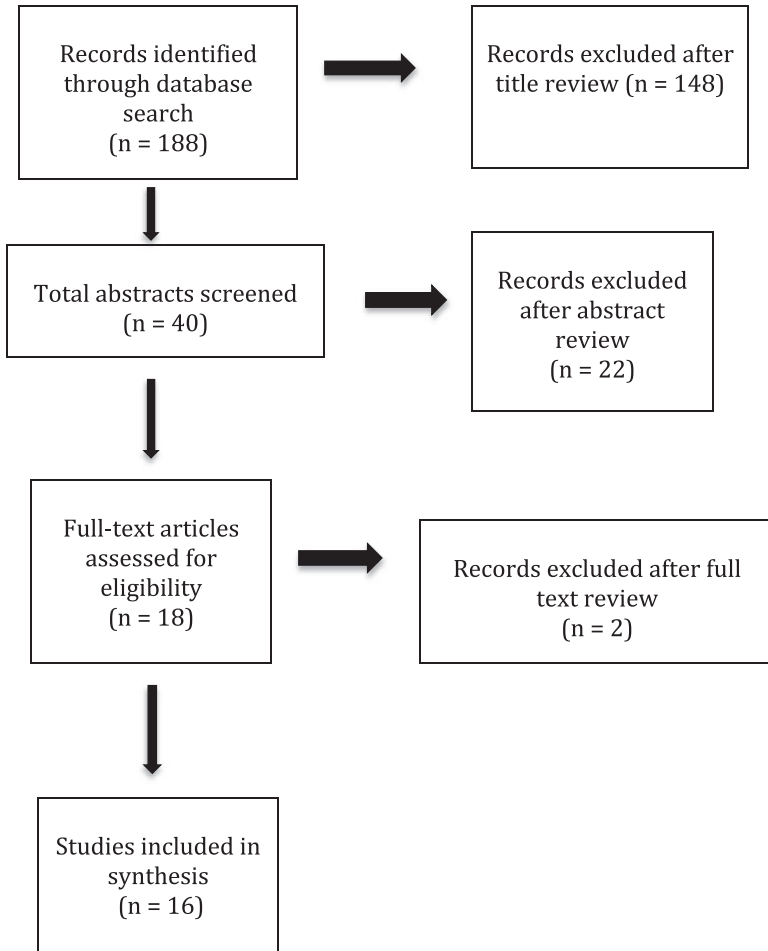 Records identified
through database
search
(n = 188)
Records excluded after
title review (n = 148)
Total abstracts screened
(n = 40)
Records excluded
after abstract
review
(n = 22)
Full-text articles
assessed for
eligibility
(n = 18)
Records excluded after full
text review
(n = 2)
Studies included in
synthesis
(n = 16)